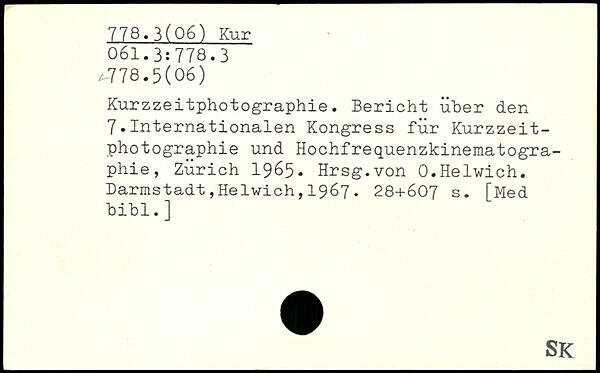 778.3(06) Kur
061.3:778.3
778.5(06)
Kurzzeitphotographie. Bericht über den
7.Internationalen Kongress für Kurzzeit-
photographie und Hochfrequenzkinematogra-
phie, Zürich 1965. Hrsg.von O.Helwich.
Darmstadt,Helwich,1967. 28+607 s. [Med
bibl.]
SK